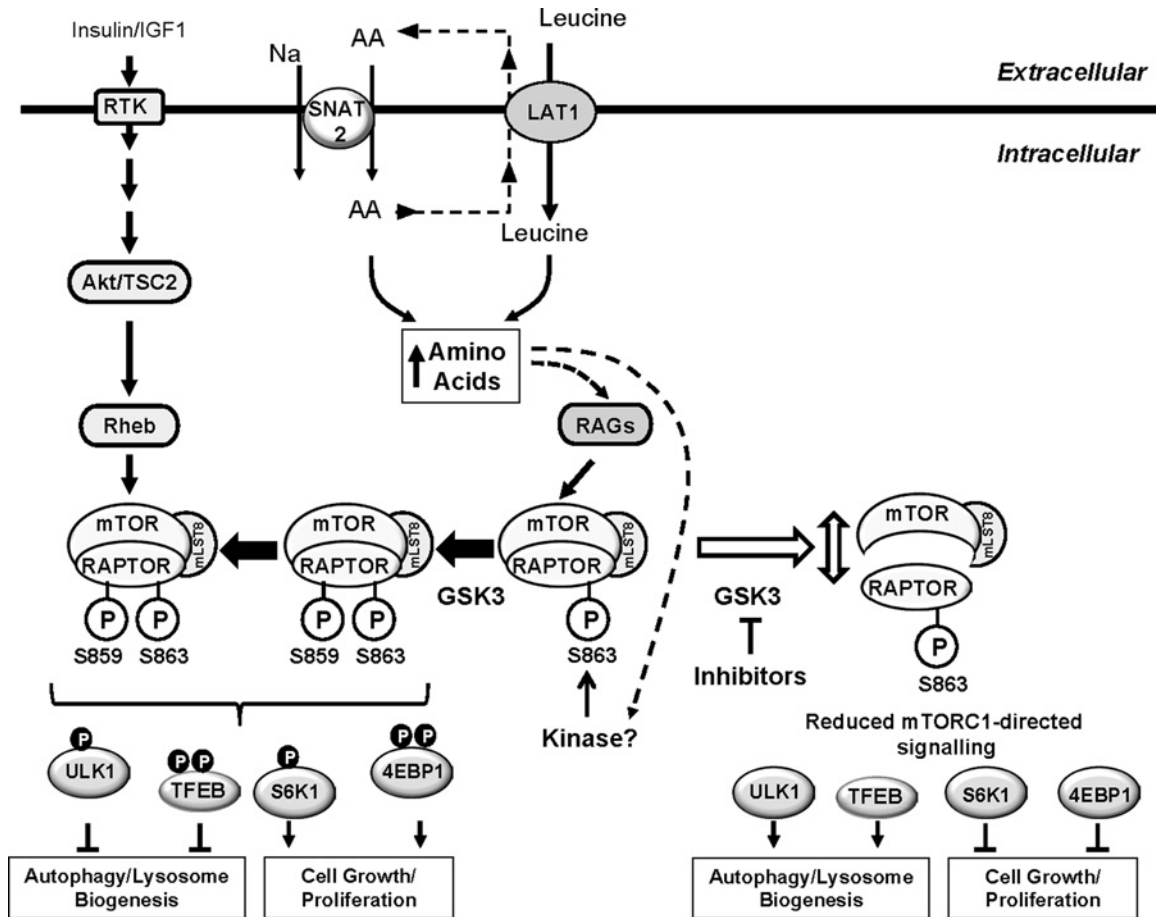 Insulin/IGF1
Na
AA
Leucine
Extracellular
RTK
SNAT
2
LAT1
Intracellular
AA
Leucine
Akt/TSC2
Amino
Acids
Rheb
RAGs
mTOR
RAPTOR
mLST8
P
P
S859
S863
mTOR
RAPTOR
mLST8
P
P
S859
S863
GSK3
mTOR
RAPTOR
mLST8
P
S863
Kinase?
GSK3
Inhibitors
mTOR
mLST8
RAPTOR
P
S863
Reduced mTORC1-directed
signalling
P
ULK1
P P
TFEB
P
S6K1
P P
4EBP1
Autophagy/Lysosome
Biogenesis
Cell Growth/
Proliferation
ULK1
TFEB
S6K1
4EBP1
Autophagy/Lysosome
Biogenesis
Cell Growth/
Proliferation